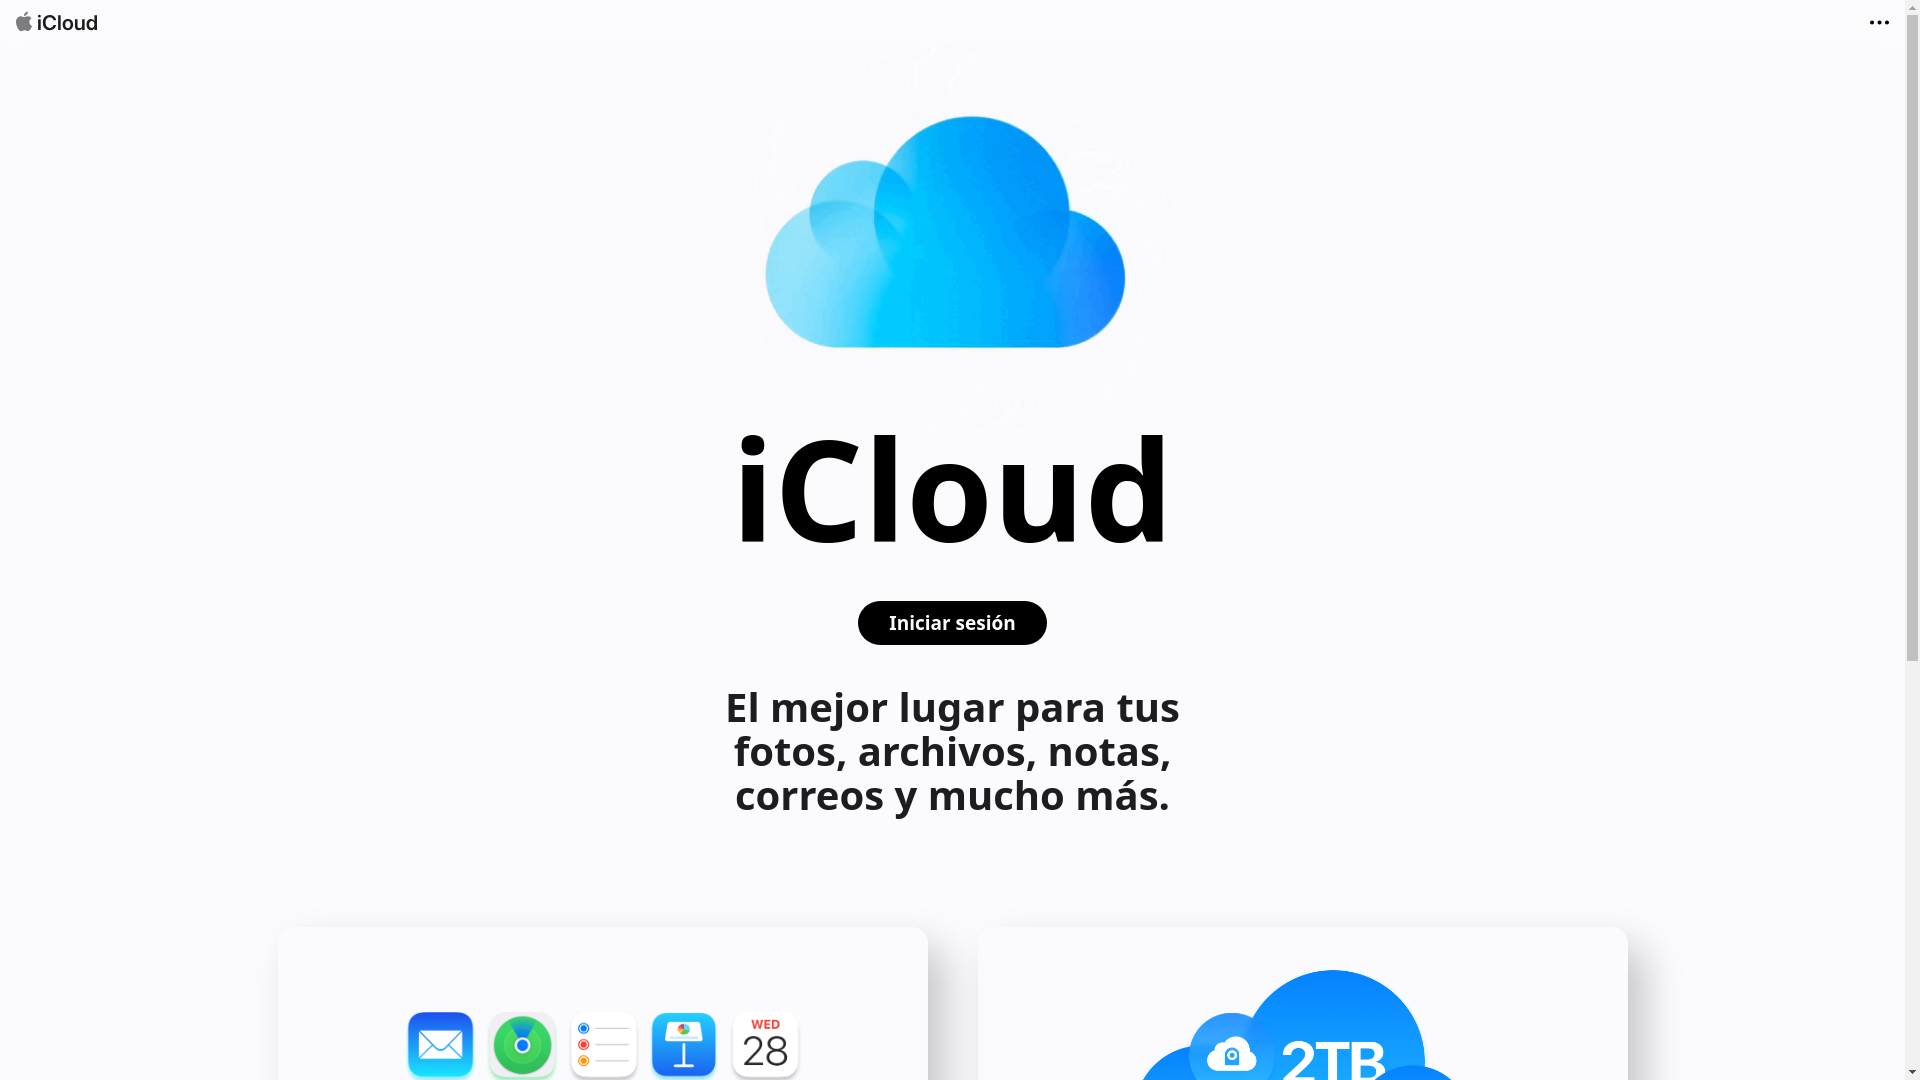 iCloud
iCloud
Iniciar sesión
El mejor lugar para tus
fotos, archivos, notas,
correos y mucho más.
WED
28
2TB